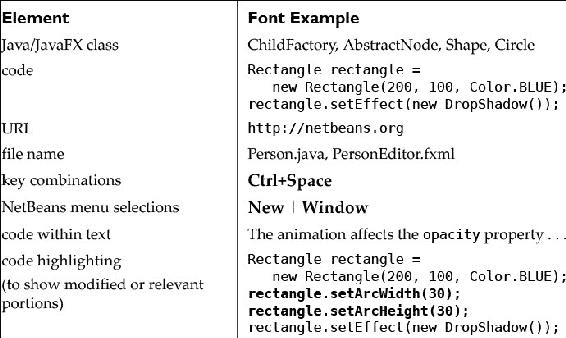 Element Font Example
Java/JavaFX class ChildFactory, AbstractNode, Shape, Circle
code Rectangle rectangle =
new Rectangle(200, 100, Color.BLUE);
rectangle.setEffect(new DropShadow());
URL http://netbeans.org
file name Person.java, PersonEditor.fxml
key combinations Ctrl+Space
NetBeans menu selections New | Window
code within text The animation affects the opacity property . . .
code highlighting Rectangle rectangle =
(to show modified or relevant new Rectangle(200, 100, Color.BLUE);
portions) rectangle.setArcWidth(30);
rectangle.setArcHeight(30);
rectangle.setEffect(new DropShadow());